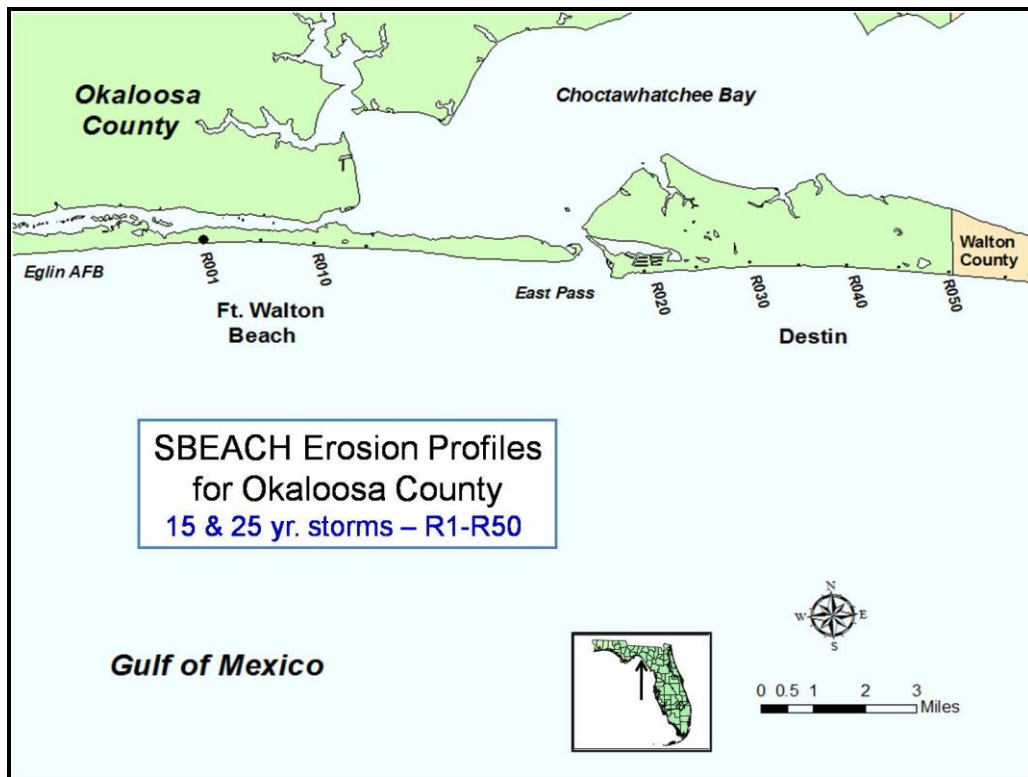 Okaloosa
County
Choctawhatchee Bay
Walton
County
Eglin AFB
R001
R010
East Pass
R020
R030
R040
R050
Ft. Walton
Beach
Destin
SBEACH Erosion Profiles
for Okaloosa County
15 & 25 yr. storms – R1-R50
N
W
E
S
Gulf of Mexico
0 0.5 1 2 3
Miles